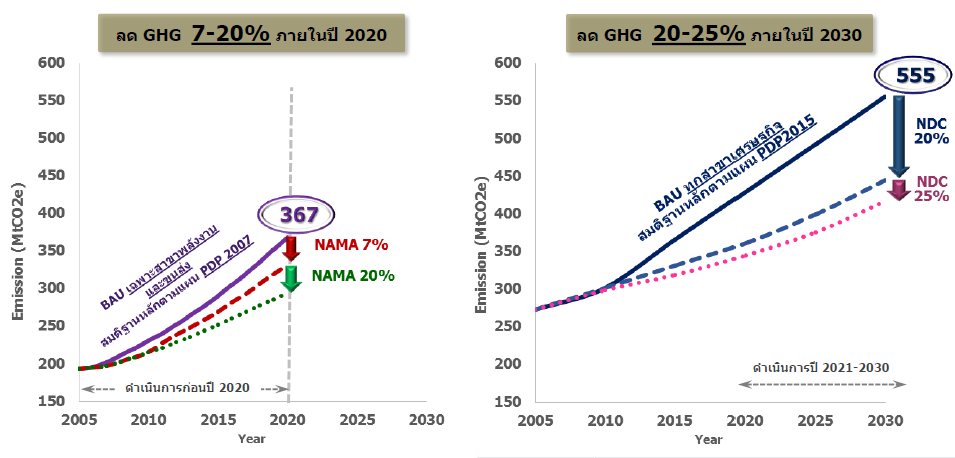 ลด GHG 7-20% ภายในปี 2020
600
550
500
450
400
350
300
250
200
150
Emission (MtCO2e)
367
NAMA 7%
NAMA 20%
BAU เฉพาะสาขาพลังงาน
และขนส่ง
สมติฐานหลักตามแผน PDP 2007
ดำเนินการก่อนปี 2020
2005 2010 2015 2020 2025 2030
Year
ลด GHG 20-25% ภายในปี 2030
600
550
500
450
400
350
300
250
200
150
Emission (MtCO2e)
555
NDC
20%
NDC
25%
BAU ทุกสาขาเศรษฐกิจ
สมติฐานหลักตามแผน PDP2015
ดำเนินการปี 2021-2030
2005 2010 2015 2020 2025 2030
Year